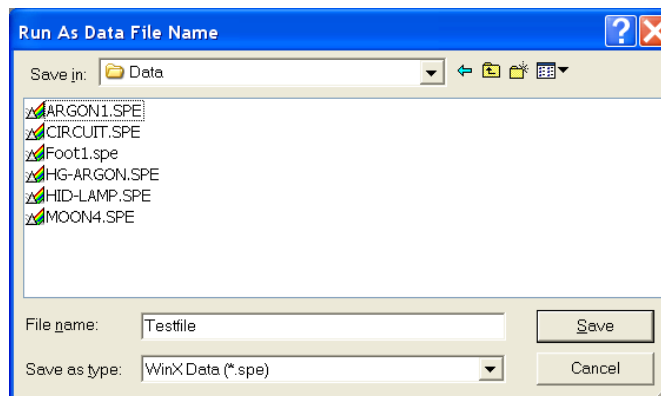 Run As Data File Name
Save in: Data
ARGON1.SPE
CIRCUIT.SPE
Foot1.spe
HG-ARGON.SPE
HID-LAMP.SPE
MOON4.SPE
File name: Testfile Save
Save as type: WinX Data (*.spe) Cancel